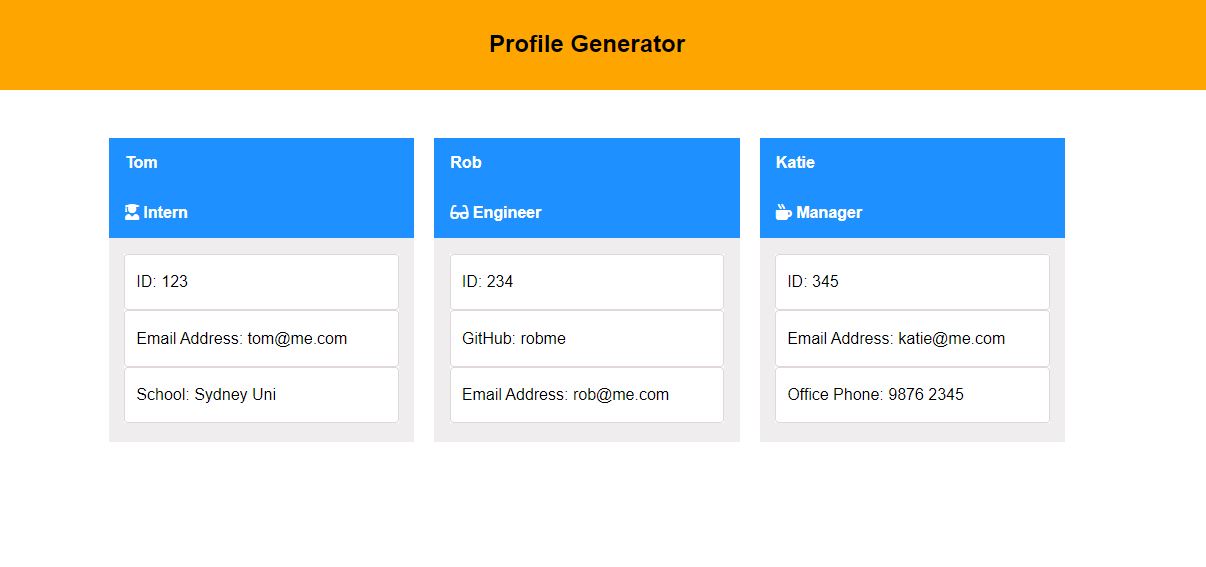 Profile Generator
Tom
Intern
ID: 123
Email Address: tom@me.com
School: Sydney Uni
Rob
Engineer
ID: 234
GitHub: robme
Email Address: rob@me.com
Katie
Manager
ID: 345
Email Address: katie@me.com
Office Phone: 9876 2345